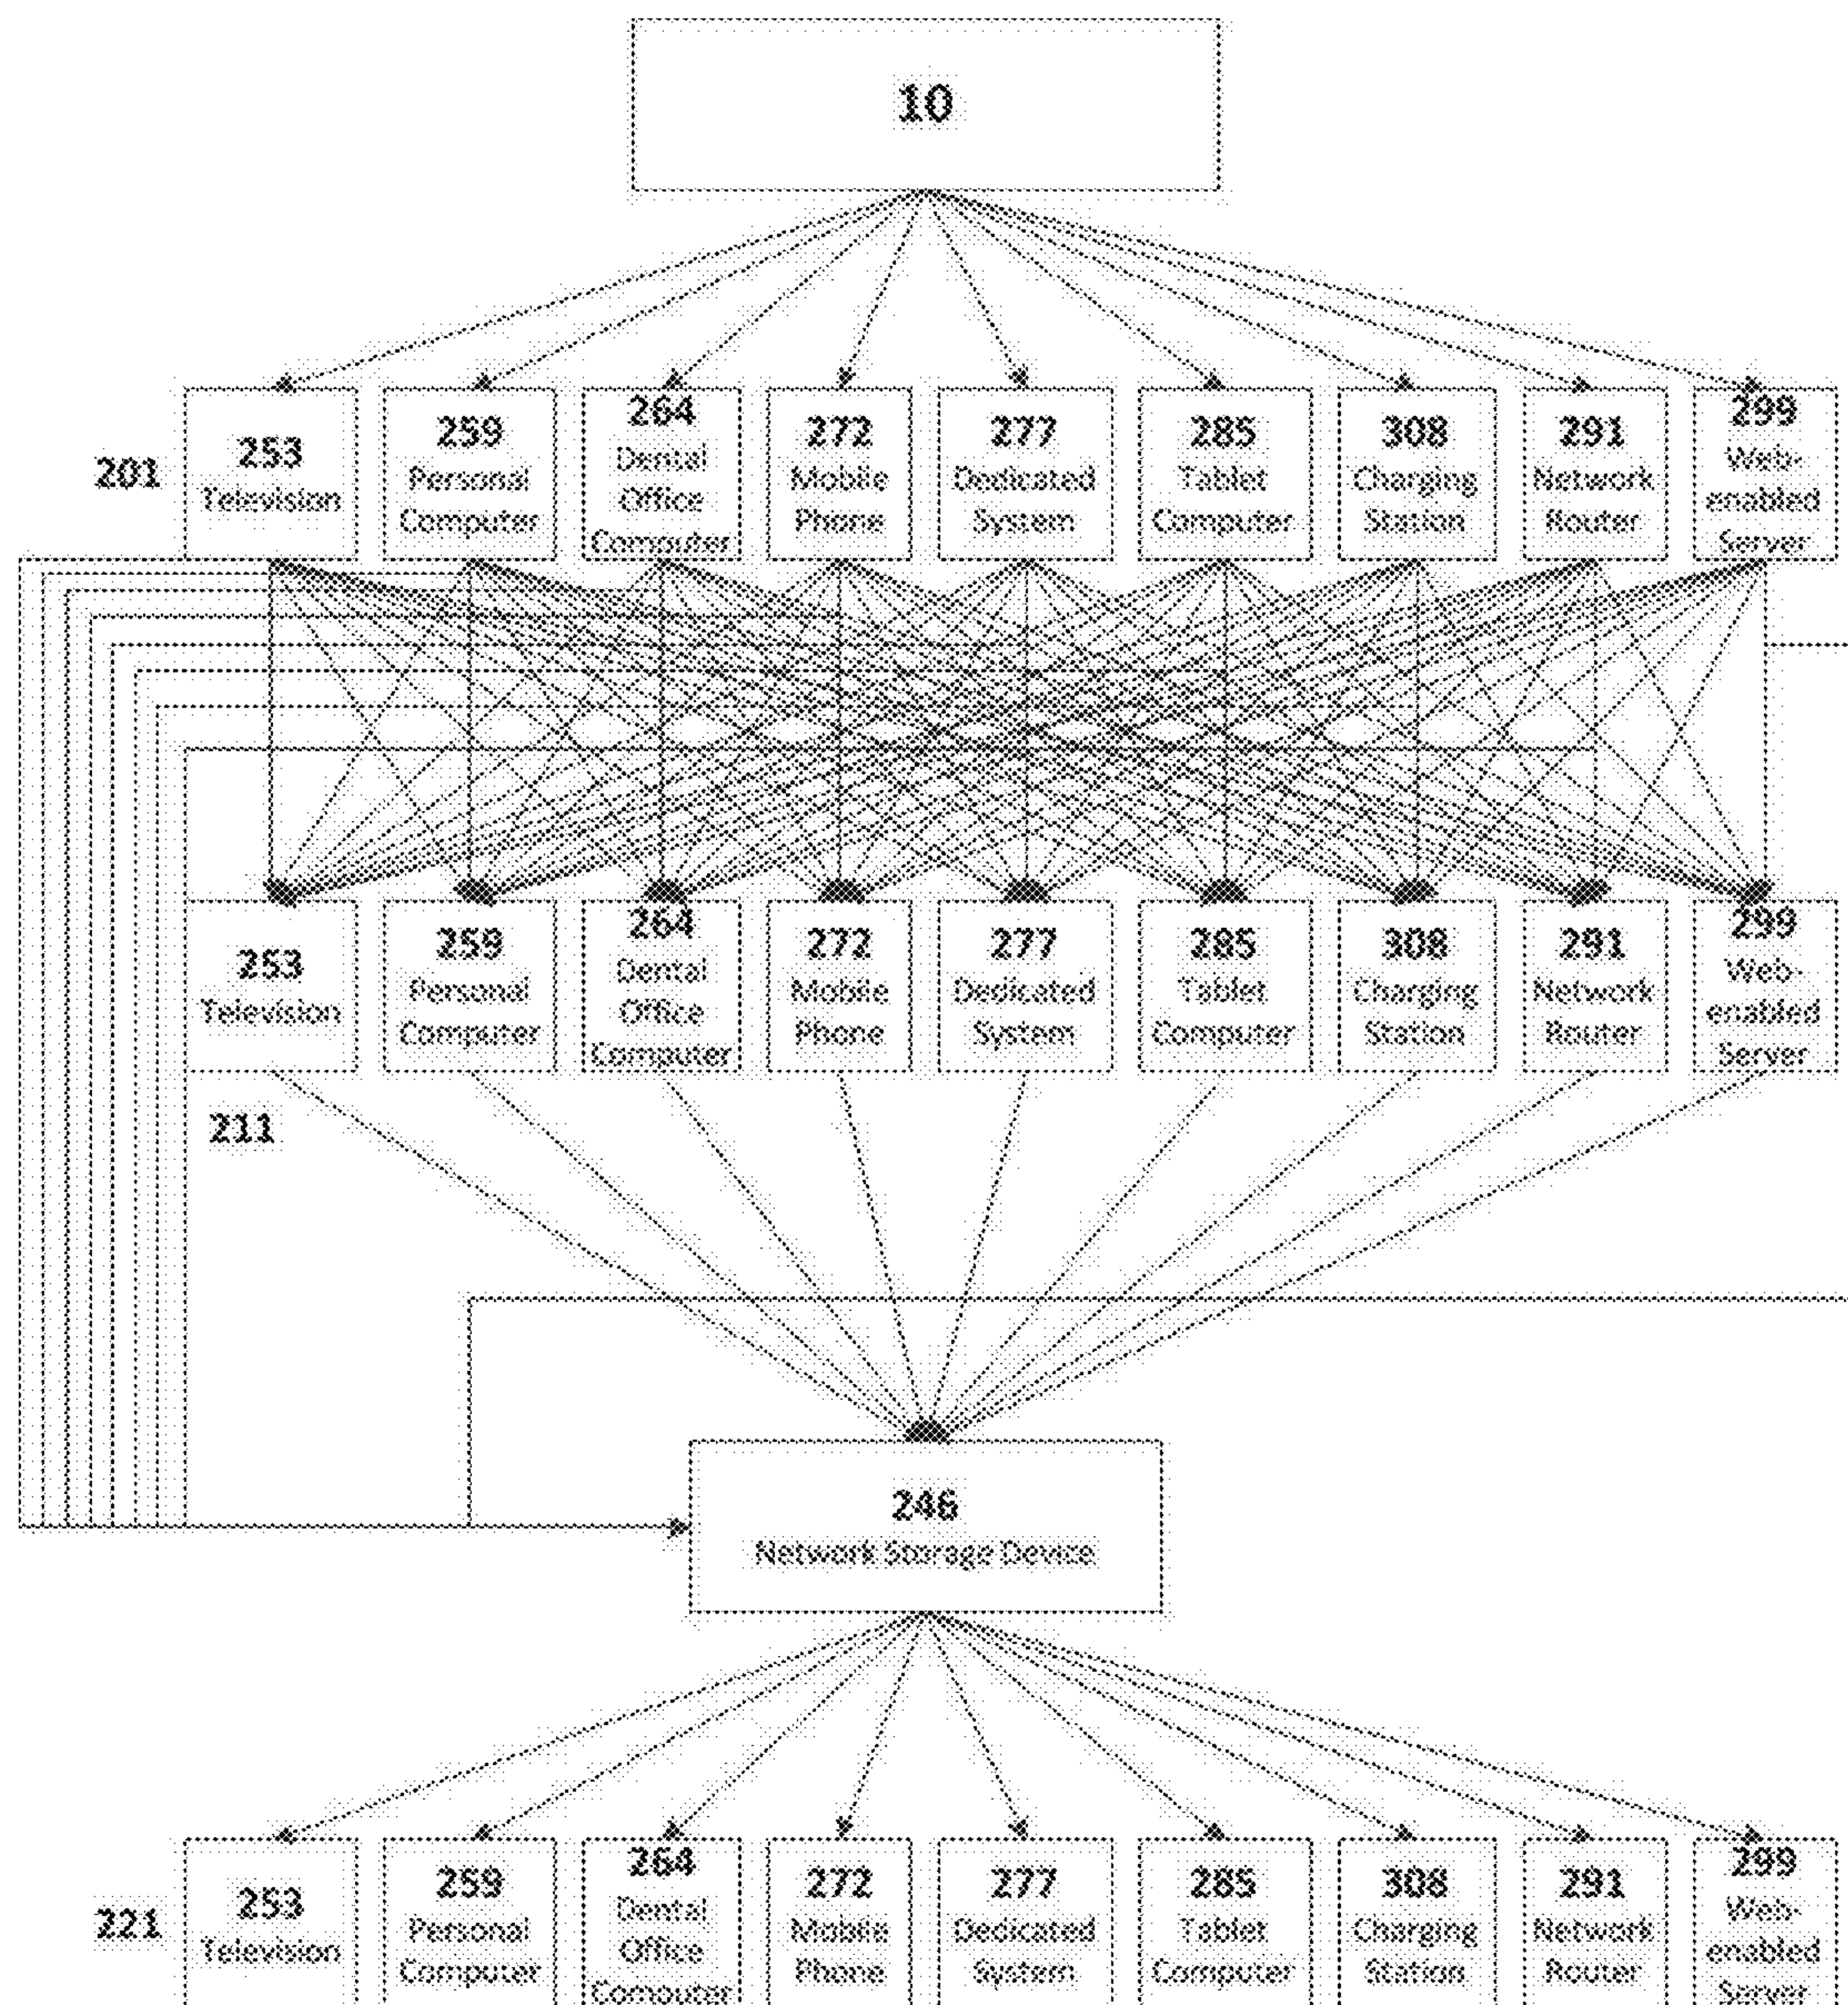 10
201
253
Television
259
Personal
Computer
264
Dental
Office
Computer
272
Mobile
Phone
277
Dedicated
System
285
Tablet
Computer
308
Charging
Station
291
Network
Router
299
Web-
enabled
Server
253
Television
259
Personal
Computer
264
Dental
Office
Computer
272
Mobile
Phone
277
Dedicated
System
285
Tablet
Computer
308
Charging
Station
291
Network
Router
299
Web-
enabled
Server
211
246
Network Storage Device
221
253
Television
259
Personal
Computer
264
Dental
Office
Computer
272
Mobile
Phone
277
Dedicated
System
285
Tablet
Computer
308
Charging
Station
291
Network
Router
299
Web-
enabled
Server